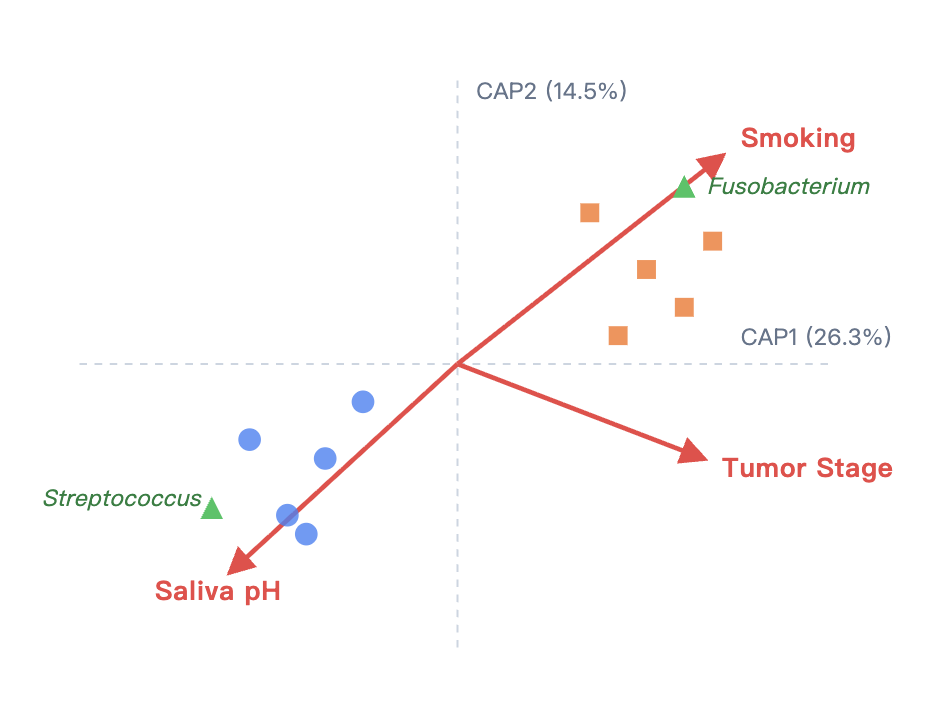 CAP2 (14.5%)
Smoking
Fusobacterium
CAP1 (26.3%)
Tumor Stage
Streptococcus
Saliva pH